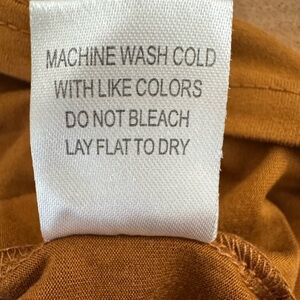 MACHINE WASH COLD
WITH LIKE COLORS
DO NOT BLEACH
LAY FLAT TO DRY